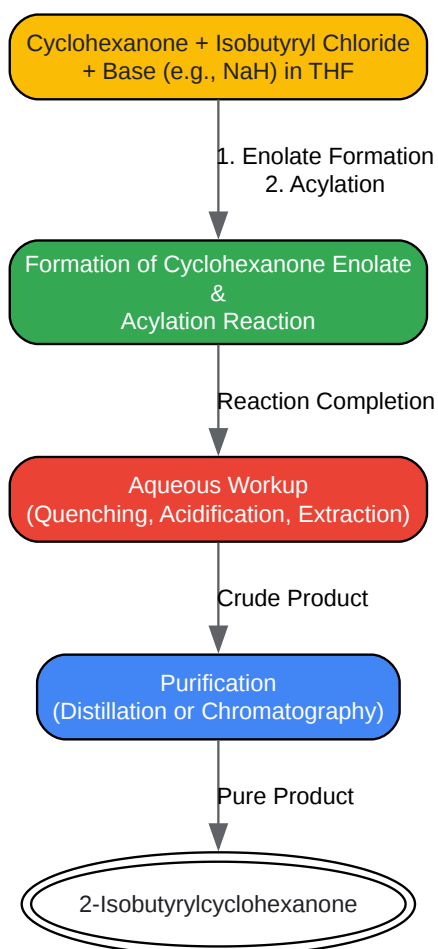 Cyclohexanone + Isobutyryl Chloride
+ Base (e.g., NaH) in THF
1. Enolate Formation
2. Acylation
Formation of Cyclohexanone Enolate
&
Acylation Reaction
Reaction Completion
Aqueous Workup
(Quenching, Acidification, Extraction)
Crude Product
Purification
(Distillation or Chromatography)
Pure Product
2-Isobutyrylcyclohexanone